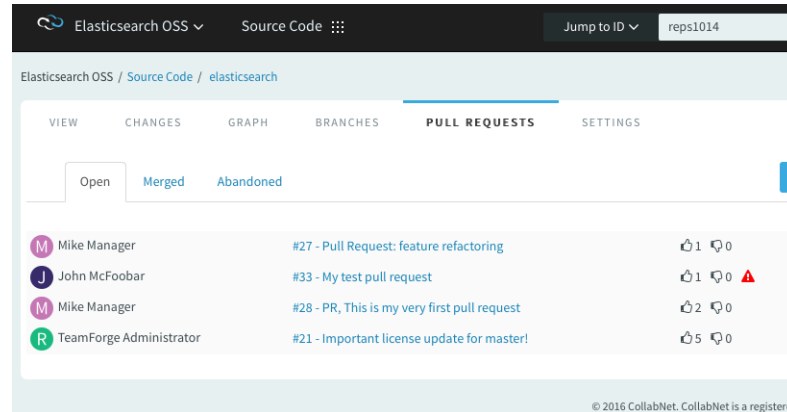 Elasticsearch OSS Source Code Jump to ID reps1014
Elasticsearch OSS / Source Code / elasticsearch
VIEW CHANGES GRAPH BRANCHES PULL REQUESTS SETTINGS
Open Merged Abandoned
M Mike Manager #27 - Pull Request: feature refactoring 1 0
J John McFoobar #33 - My test pull request 1 0
M Mike Manager #28 - PR, This is my very first pull request 2 0
R TeamForge Administrator #21 - Important license update for master! 5 0
© 2016 CollabNet. CollabNet is a registere